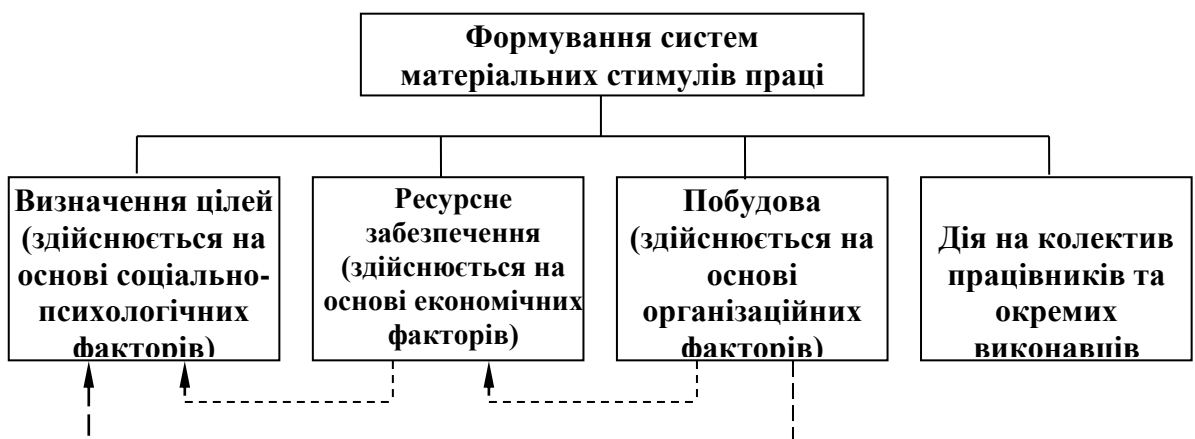 Формування систем
матеріальних стимулів праці
Визначення цілей
(здійснюється на
основі соціально-
психологічних
факторів)
Ресурсне
забезпечення
(здійснюється на
основі економічних
факторів)
Побудова
(здійснюється на
основі
організаційних
факторів)
Дія на колектив
працівників та
окремих
виконавців